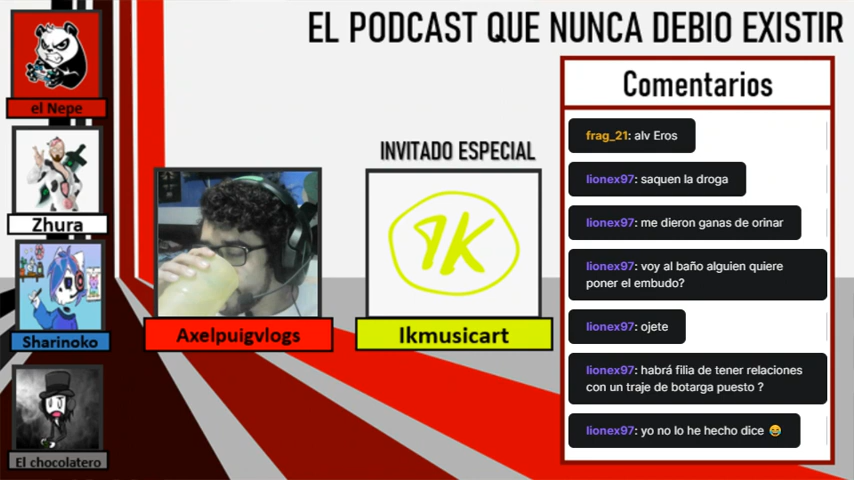 EL PODCAST QUE NUNCA DEBIO EXISTIR
el Nepe
Zhura
Sharinoko
El chocolatero
Axelpuigvlogs
INVITADO ESPECIAL
1K
Ikmusicart
Comentarios
frag_21: alv Eros
lionex97: saquen la droga
lionex97: me dieron ganas de orinar
lionex97: voy al baño alguien quiere
poner el embudo?
lionex97: ojete
lionex97: habrá filia de tener relaciones
con un traje de botarga puesto ?
lionex97: yo no lo he hecho dice 😂